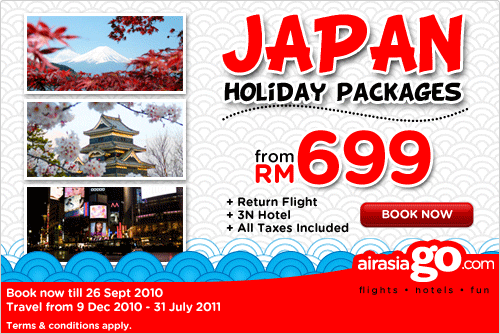 JAPAN
HOLiDAY PACKAGES
from
RM699
+ Return Flight
+ 3N Hotel
+ All Taxes Included
BOOK NOW
airasiago.com
flights • hotels • fun
Book now till 26 Sept 2010
Travel from 9 Dec 2010 - 31 July 2011
Terms & conditions apply.